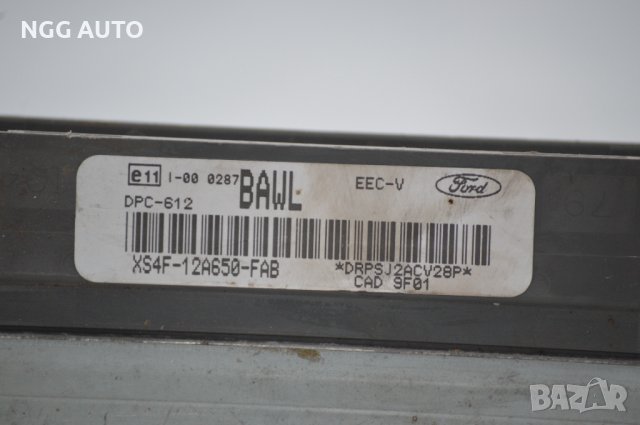 NGG AUTO
e11 I-00 0287 BAWL EEC-V Ford
DPC-612
XS4F-12A650-FAB *DRPSJ2ACV28P*
CAD 9F01
BAZAR